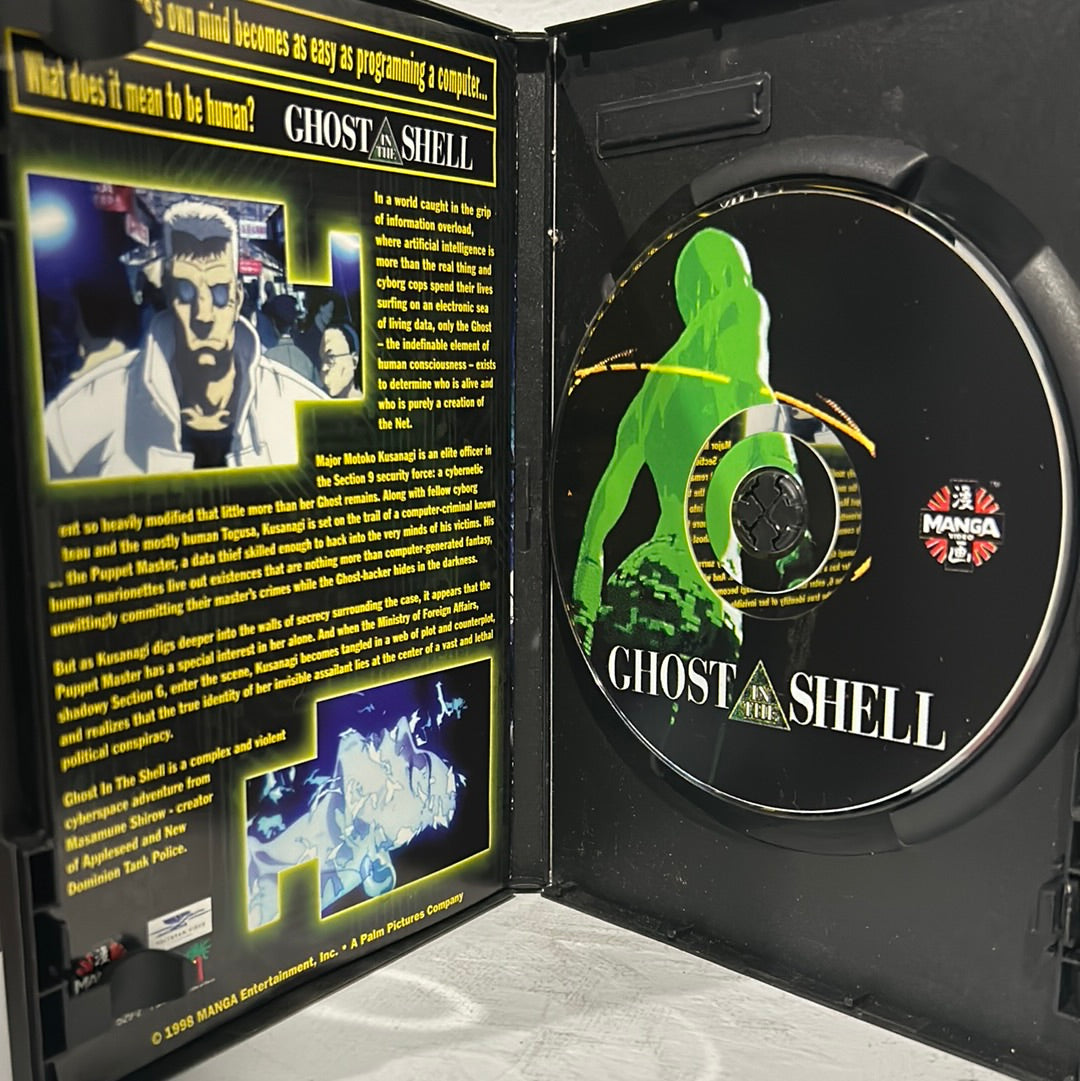 own mind becomes as easy as programming a computer...
What does it mean to be human?
GHOST IN THE SHELL
In a world caught in the grip
of information overload,
where artificial intelligence is
more than the real thing and
cyborg cops spend their lives
surfing on an electronic sea
of living data, only the Ghost
– the indefinable element of
human consciousness – exists
to determine who is alive and
who is purely a creation of
the Net.
Major Motoko Kusanagi is an elite officer in
the Section 9 security force: a cybernetic
ent so heavily modified that little more than her Ghost remains. Along with fellow cyborg
teau and the mostly human Togusa, Kusanagi is set on the trail of a computer-criminal known
the Puppet Master, a data thief skilled enough to hack into the very minds of his victims. His
human marionettes live out existences that are nothing more than computer-generated fantasy,
unwittingly committing their master's crimes while the Ghost-hacker hides in the darkness.
But as Kusanagi digs deeper into the walls of secrecy surrounding the case, it appears that the
Puppet Master has a special interest in her alone. And when the Ministry of Foreign Affairs,
shadowy Section 6, enter the scene, Kusanagi becomes tangled in a web of plot and counterplot,
and realizes that the true identity of her invisible assailant lies at the center of a vast and lethal
political conspiracy.
Ghost In The Shell is a complex and violent
cyberspace adventure from
Masamune Shirow - creator
of Appleseed and New
Dominion Tank Police.
© 1998 MANGA Entertainment, Inc. • A Palm Pictures Company
漫
MANGA
VIDEO
画
GHOST IN THE SHELL